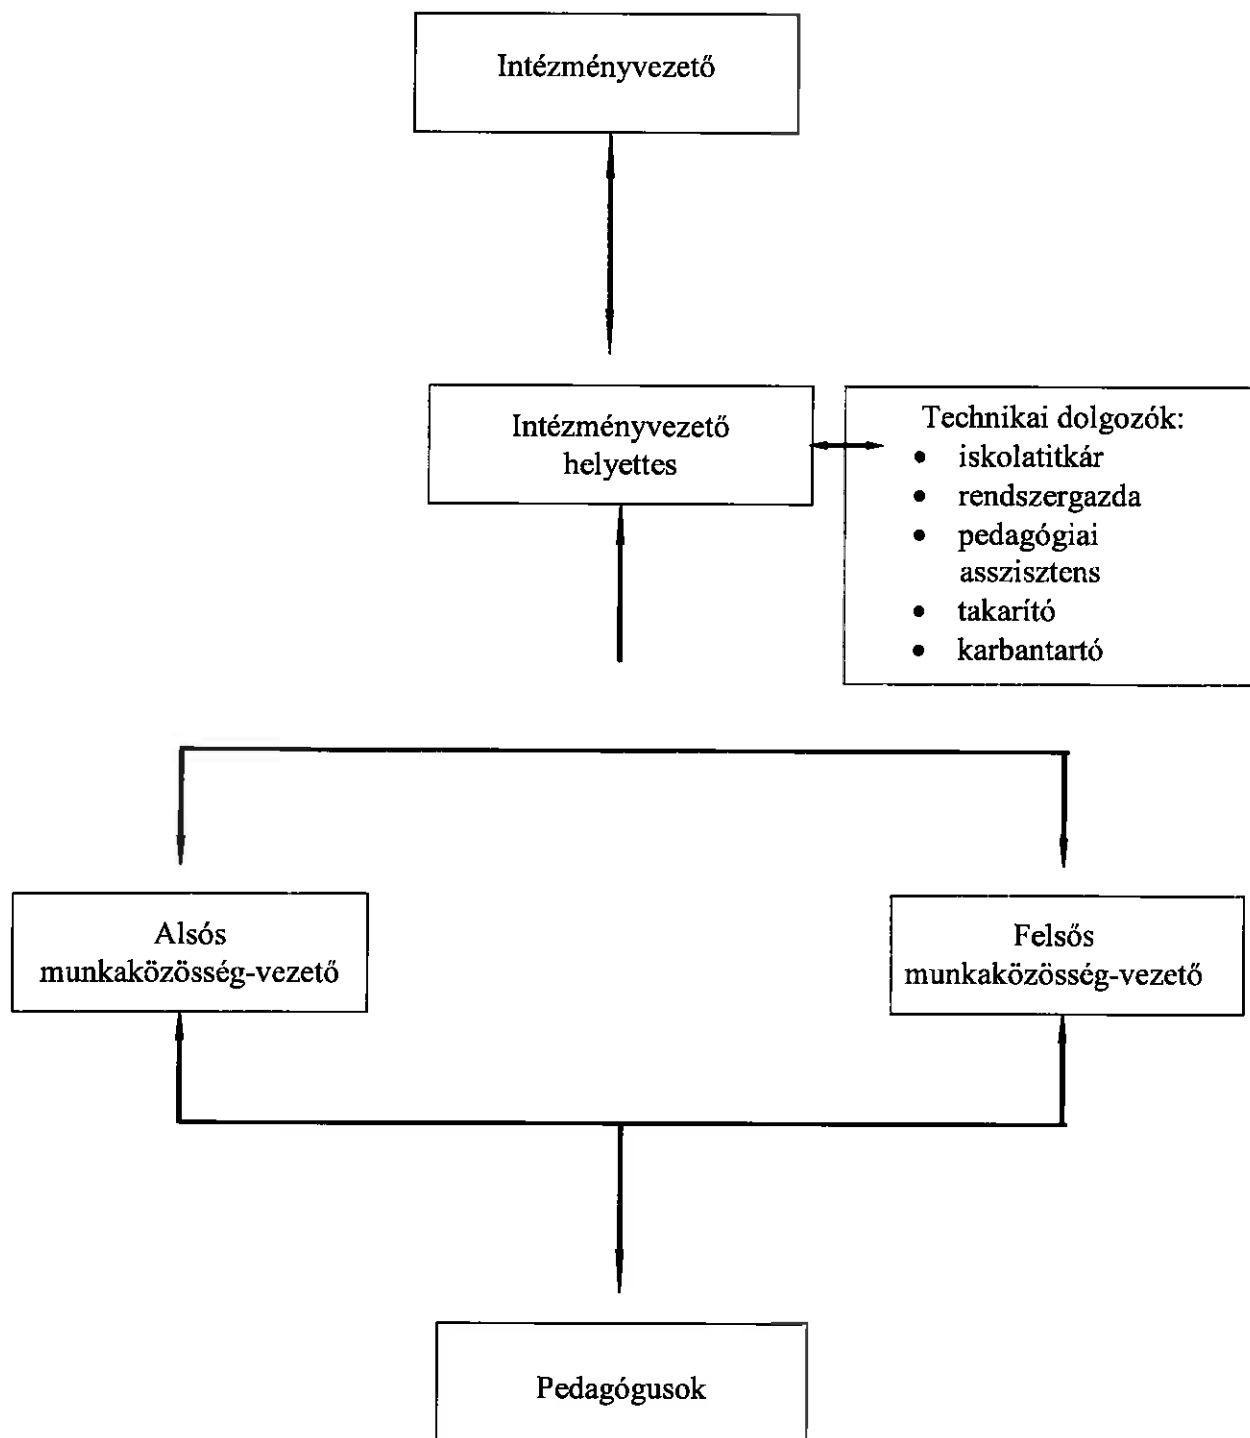 Intézményvezető
Intézményvezető
helyettes
Technikai dolgozók:
• iskolatitkár
• rendszergazda
• pedagógiai
asszisztens
• takarító
• karbantartó
Alsós
munkaközösség-vezető
Felsős
munkaközösség-vezető
Pedagógusok